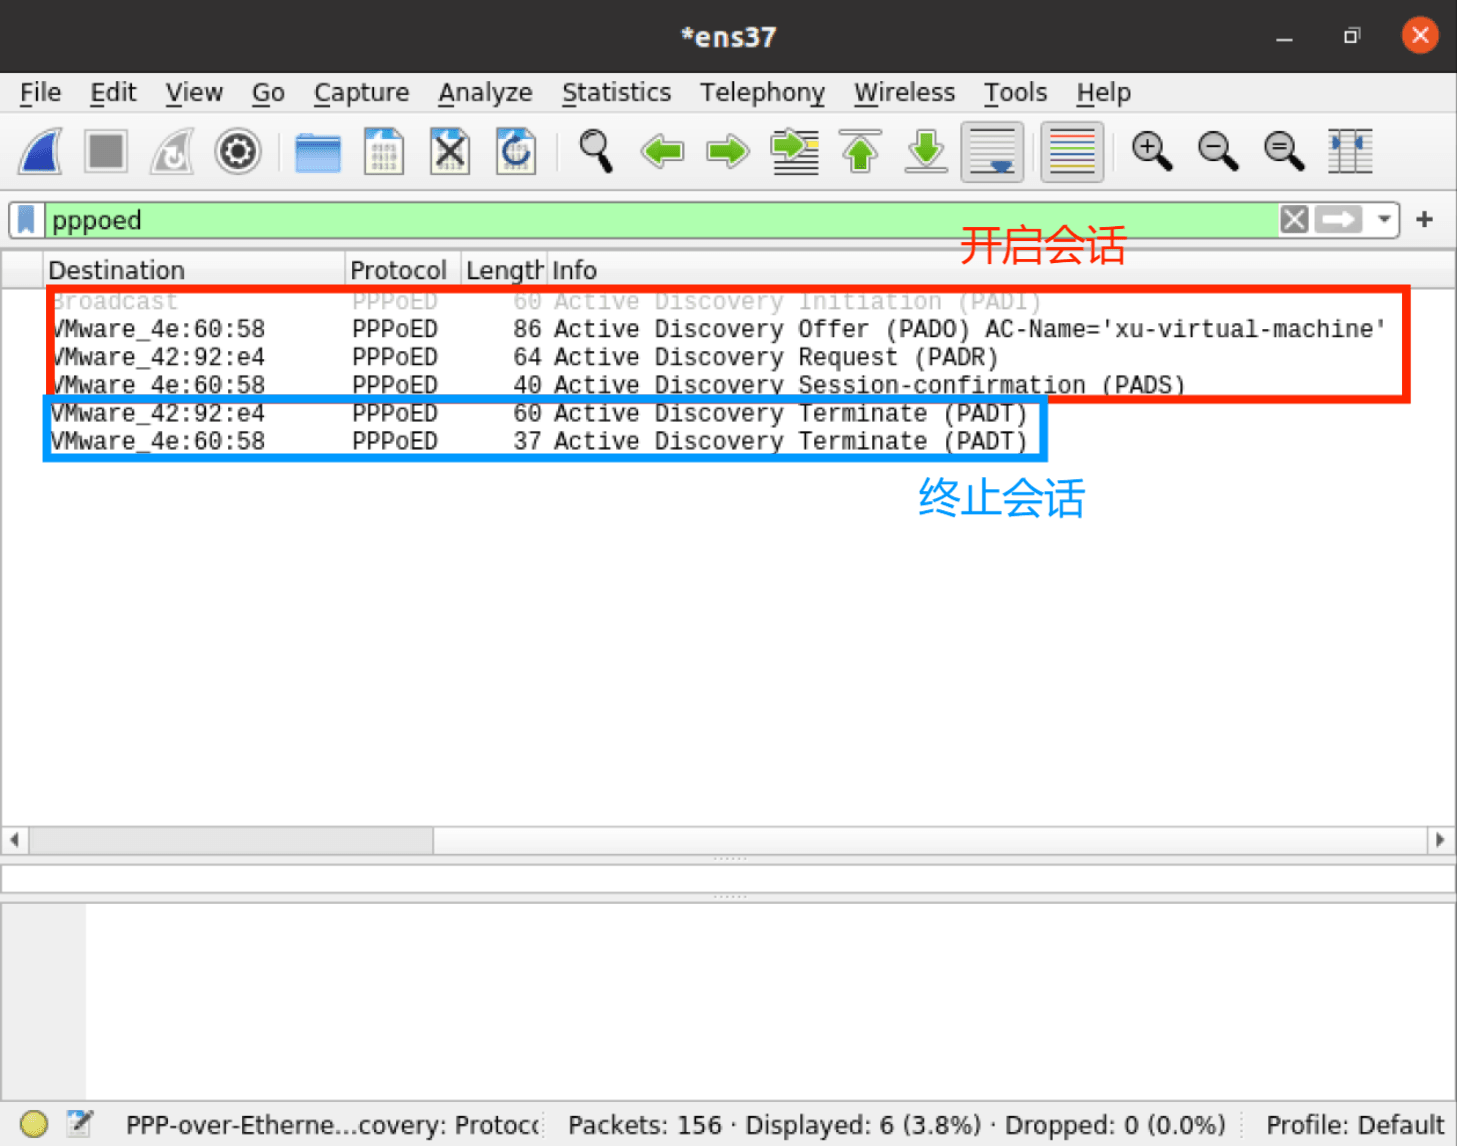 *ens37
File Edit View Go Capture Analyze Statistics Telephony Wireless Tools Help
pppoed
开启会话
Destination Protocol Length Info
Broadcast PPPoED 60 Active Discovery Initiation (PADI)
VMware_4e:60:58 PPPoED 86 Active Discovery Offer (PADO) AC-Name='xu-virtual-machine'
VMware_42:92:e4 PPPoED 64 Active Discovery Request (PADR)
VMware_4e:60:58 PPPoED 40 Active Discovery Session-confirmation (PADS)
VMware_42:92:e4 PPPoED 60 Active Discovery Terminate (PADT)
VMware_4e:60:58 PPPoED 37 Active Discovery Terminate (PADT)
终止会话
PPP-over-Etherne...covery: Protoc Packets: 156 · Displayed: 6 (3.8%) · Dropped: 0 (0.0%) Profile: Default